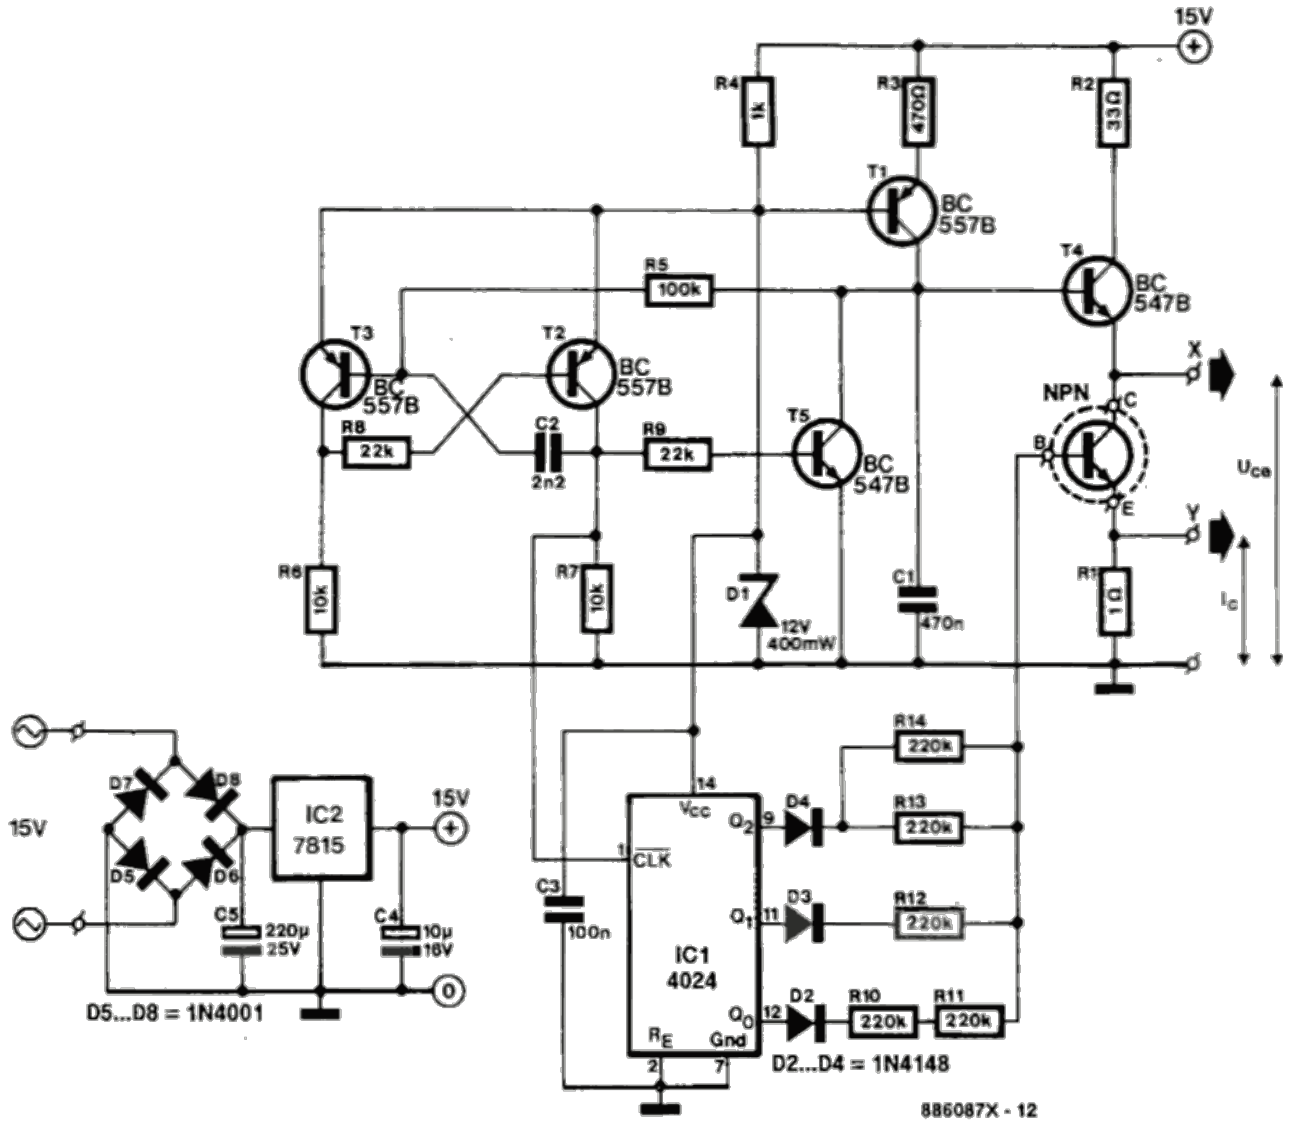 15V
+
R4
1k
R3
470Ω
R2
33Ω
T1
BC
557B
T4
BC
547B
R5
100k
T3
BC
557B
T2
BC
557B
X
NPN
C
R8
22k
C2
2n2
R9
22k
T5
BC
547B
B
E
Y
R6
10k
R7
10k
D1
12V
400mW
C1
470n
R1
1Ω
R14
220k
D7
D8
IC2
7815
15V
+
15V
14
VCC
Q2
9
D4
R13
220k
1
CLK
D5
D6
C5
220µ
25V
C4
10µ
16V
C3
100n
Q1
11
D3
R12
220k
IC1
4024
Q0
12
D2
R10
220k
R11
220k
0
D5...D8 = 1N4001
RE
Gnd
2
7
D2...D4 = 1N4148
886087X - 12